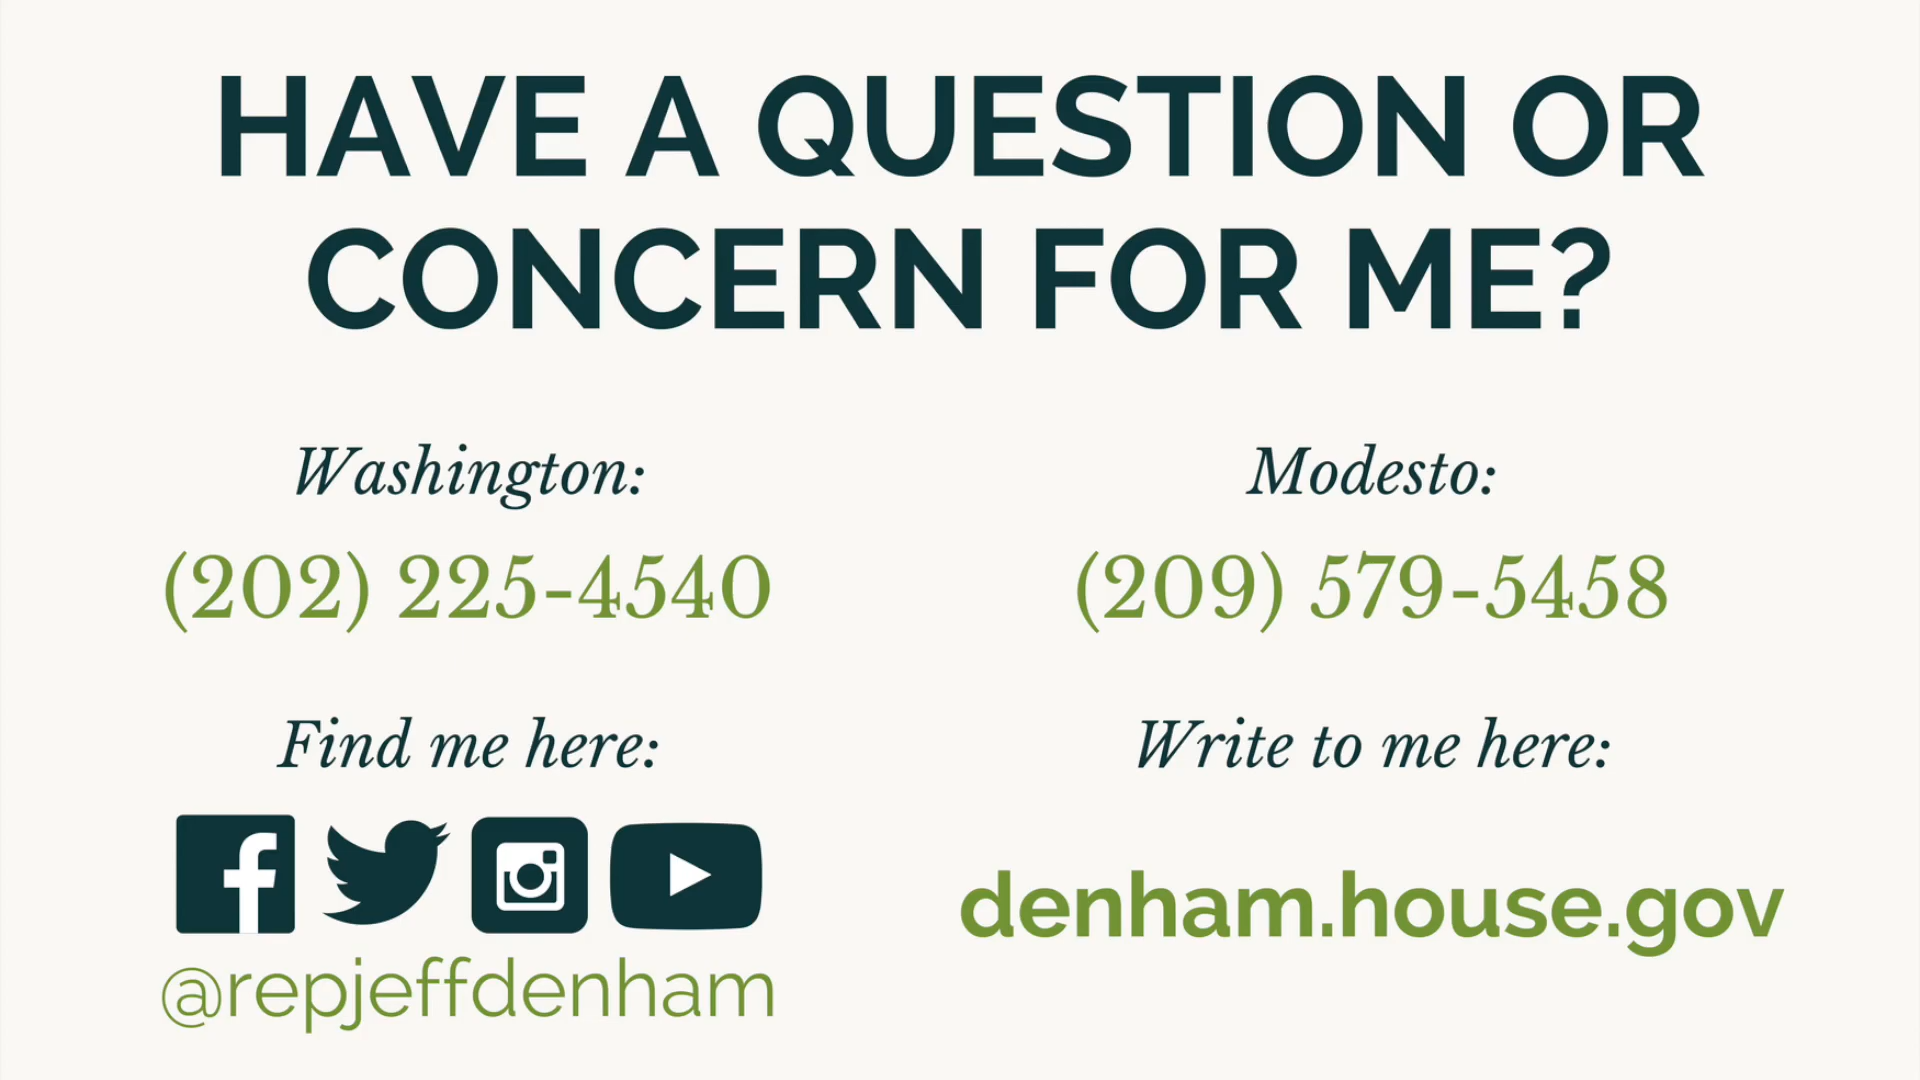 HAVE A QUESTION OR
CONCERN FOR ME?
Washington:
(202) 225-4540
Modesto:
(209) 579-5458
Find me here:
@repjeffdenham
Write to me here:
denham.house.gov